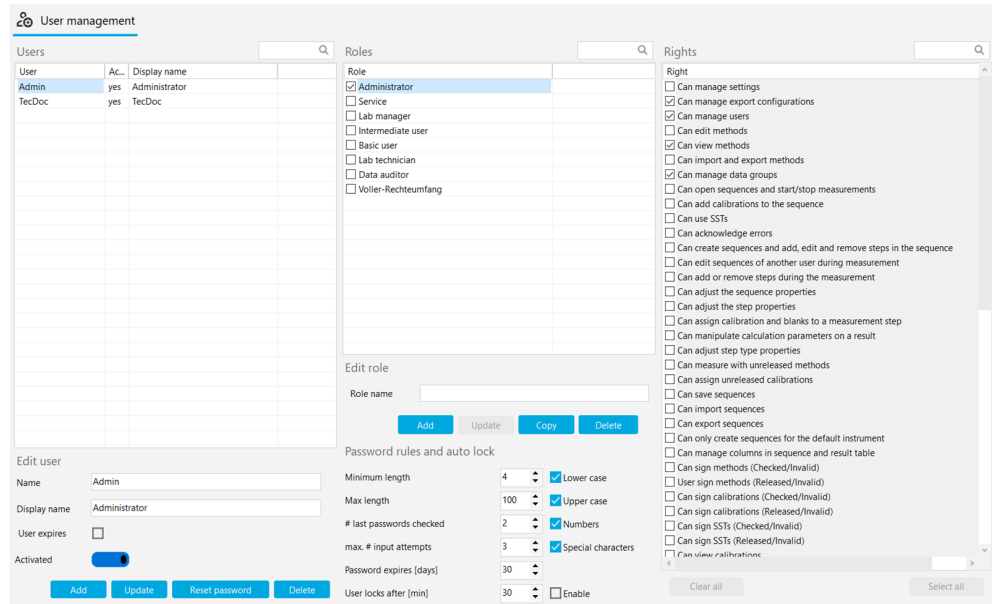 User management
Users
User Ac... Display name
Admin yes Administrator
TecDoc yes TecDoc
Edit user
Name Admin
Display name Administrator
User expires
Activated
Add Update Reset password Delete
Roles
Role
Administrator
Service
Lab manager
Intermediate user
Basic user
Lab technician
Data auditor
Voller-Rechteumfang
Edit role
Role name
Add Update Copy Delete
Password rules and auto lock
Minimum length 4 Lower case
Max length 100 Upper case
# last passwords checked 2 Numbers
max. # input attempts 3 Special characters
Password expires [days] 30
User locks after [min] 30 Enable
Rights
Right
Can manage settings
Can manage export configurations
Can manage users
Can edit methods
Can view methods
Can import and export methods
Can manage data groups
Can open sequences and start/stop measurements
Can add calibrations to the sequence
Can use SSTs
Can acknowledge errors
Can create sequences and add, edit and remove steps in the sequence
Can edit sequences of another user during measurement
Can add or remove steps during the measurement
Can adjust the sequence properties
Can adjust the step properties
Can assign calibration and blanks to a measurement step
Can manipulate calculation parameters on a result
Can adjust step type properties
Can measure with unreleased methods
Can assign unreleased calibrations
Can save sequences
Can import sequences
Can export sequences
Can only create sequences for the default instrument
Can manage columns in sequence and result table
Can sign methods (Checked/Invalid)
User sign methods (Released/Invalid)
Can sign calibrations (Checked/Invalid)
Can sign calibrations (Released/Invalid)
Can sign SSTs (Checked/Invalid)
Can sign SSTs (Released/Invalid)
Can view calibrations
Clear all Select all